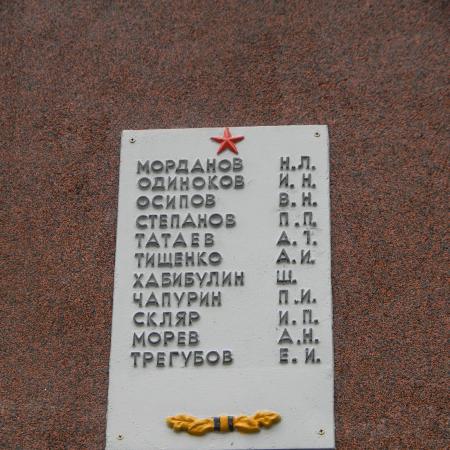 МОРДАНОВ Н.Л.
ОДИНОКОВ И.Н.
ОСИПОВ В.Н.
СТЕПАНОВ П.П.
ТАТАЕВ А.Т.
ТИЩЕНКО А.И.
ХАБИБУЛИН Ш.
ЧАПУРИН П.И.
СКЛЯР И.П.
МОРЕВ А.Н.
ТРЕГУБОВ Е.И.